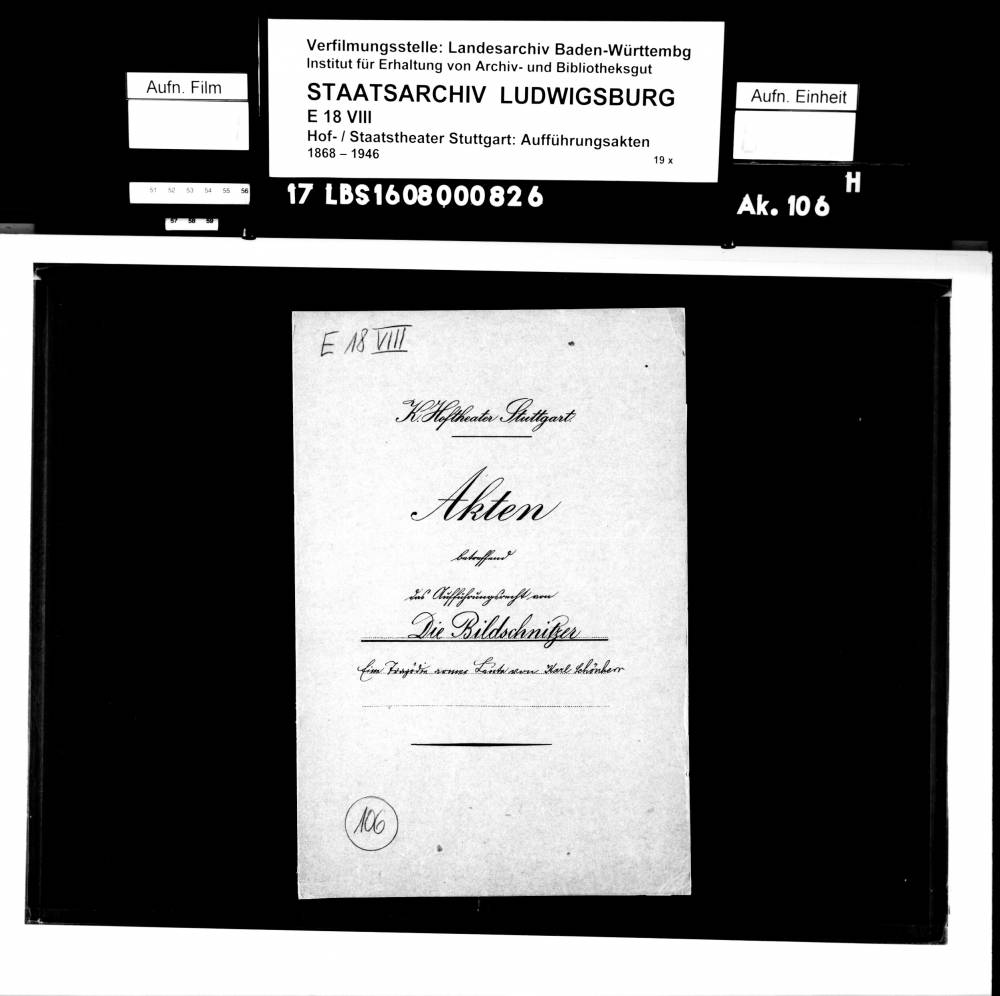 Verfilmungsstelle: Landesarchiv Baden-Württembg
Institut für Erhaltung von Archiv- und Bibliotheksgut
STAATSARCHIV LUDWIGSBURG
E 18 VIII
Hof- / Staatstheater Stuttgart: Aufführungsakten
1868 – 1946
19 x
Aufn. Film
Aufn. Einheit
51 52 53 54 55 56
57 58 59
17 LBS1608000826
Ak. 106
H
E 18 VIII
K. Hoftheater Stuttgart.
Akten
betreffend
das Aufführungsrecht von
Die Bildschnitzer
Eine Tragödie armer Leute von Karl Schönherr
106